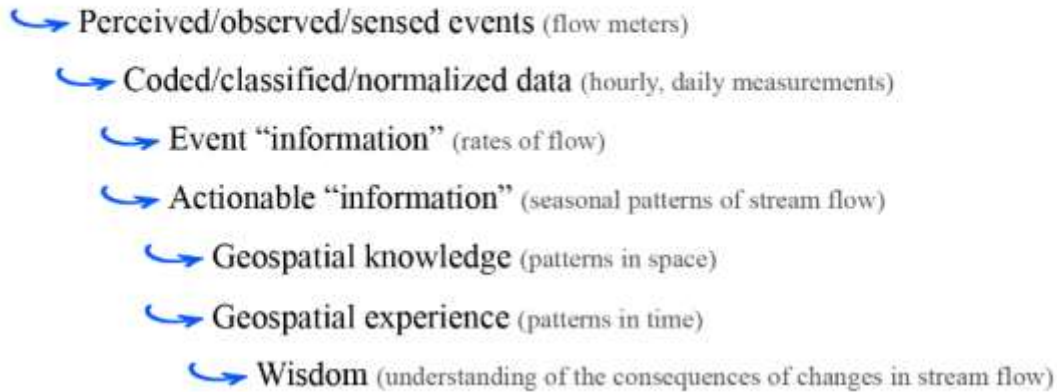 Perceived/observed/sensed events (flow meters)
Coded/classified/normalized data (hourly, daily measurements)
Event “information” (rates of flow)
Actionable “information” (seasonal patterns of stream flow)
Geospatial knowledge (patterns in space)
Geospatial experience (patterns in time)
Wisdom (understanding of the consequences of changes in stream flow)